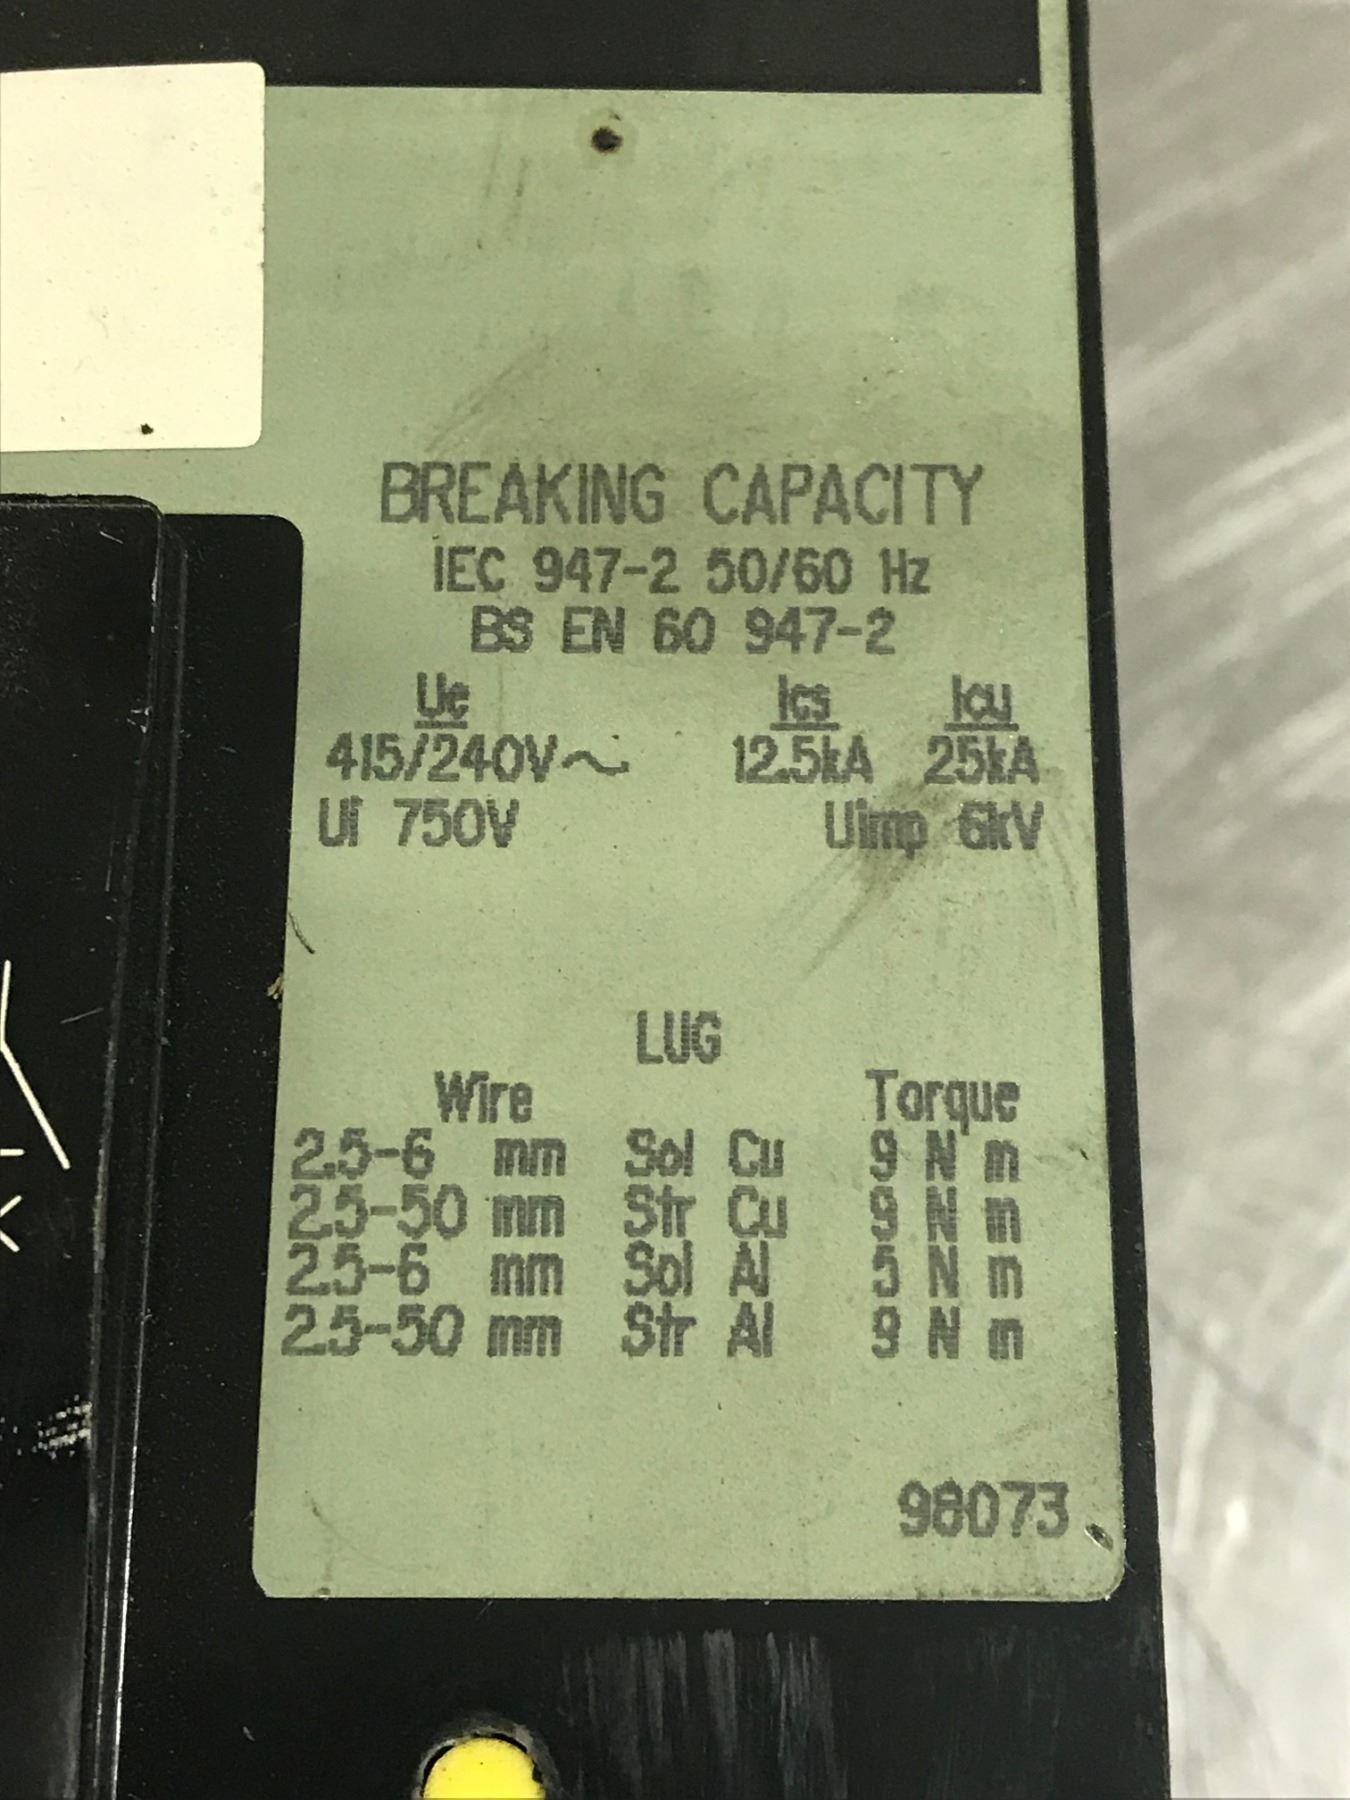 BREAKING CAPACITY
IEC 947-2 50/60 Hz
BS EN 60 947-2
Ue Ics Icu
415/240V~ 12.5kA 25kA
Ui 750V Uimp 6kV
LUG
Wire Torque
2.5-6 mm Sol Cu 9 N m
2.5-50 mm Str Cu 9 N m
2.5-6 mm Sol Al 5 N m
2.5-50 mm Str Al 9 N m
98073